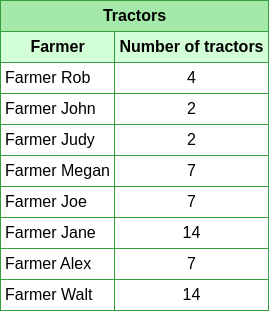 Tractors
Farmer Number of tractors
Farmer Rob 4
Farmer John 2
Farmer Judy 2
Farmer Megan 7
Farmer Joe 7
Farmer Jane 14
Farmer Alex 7
Farmer Walt 14